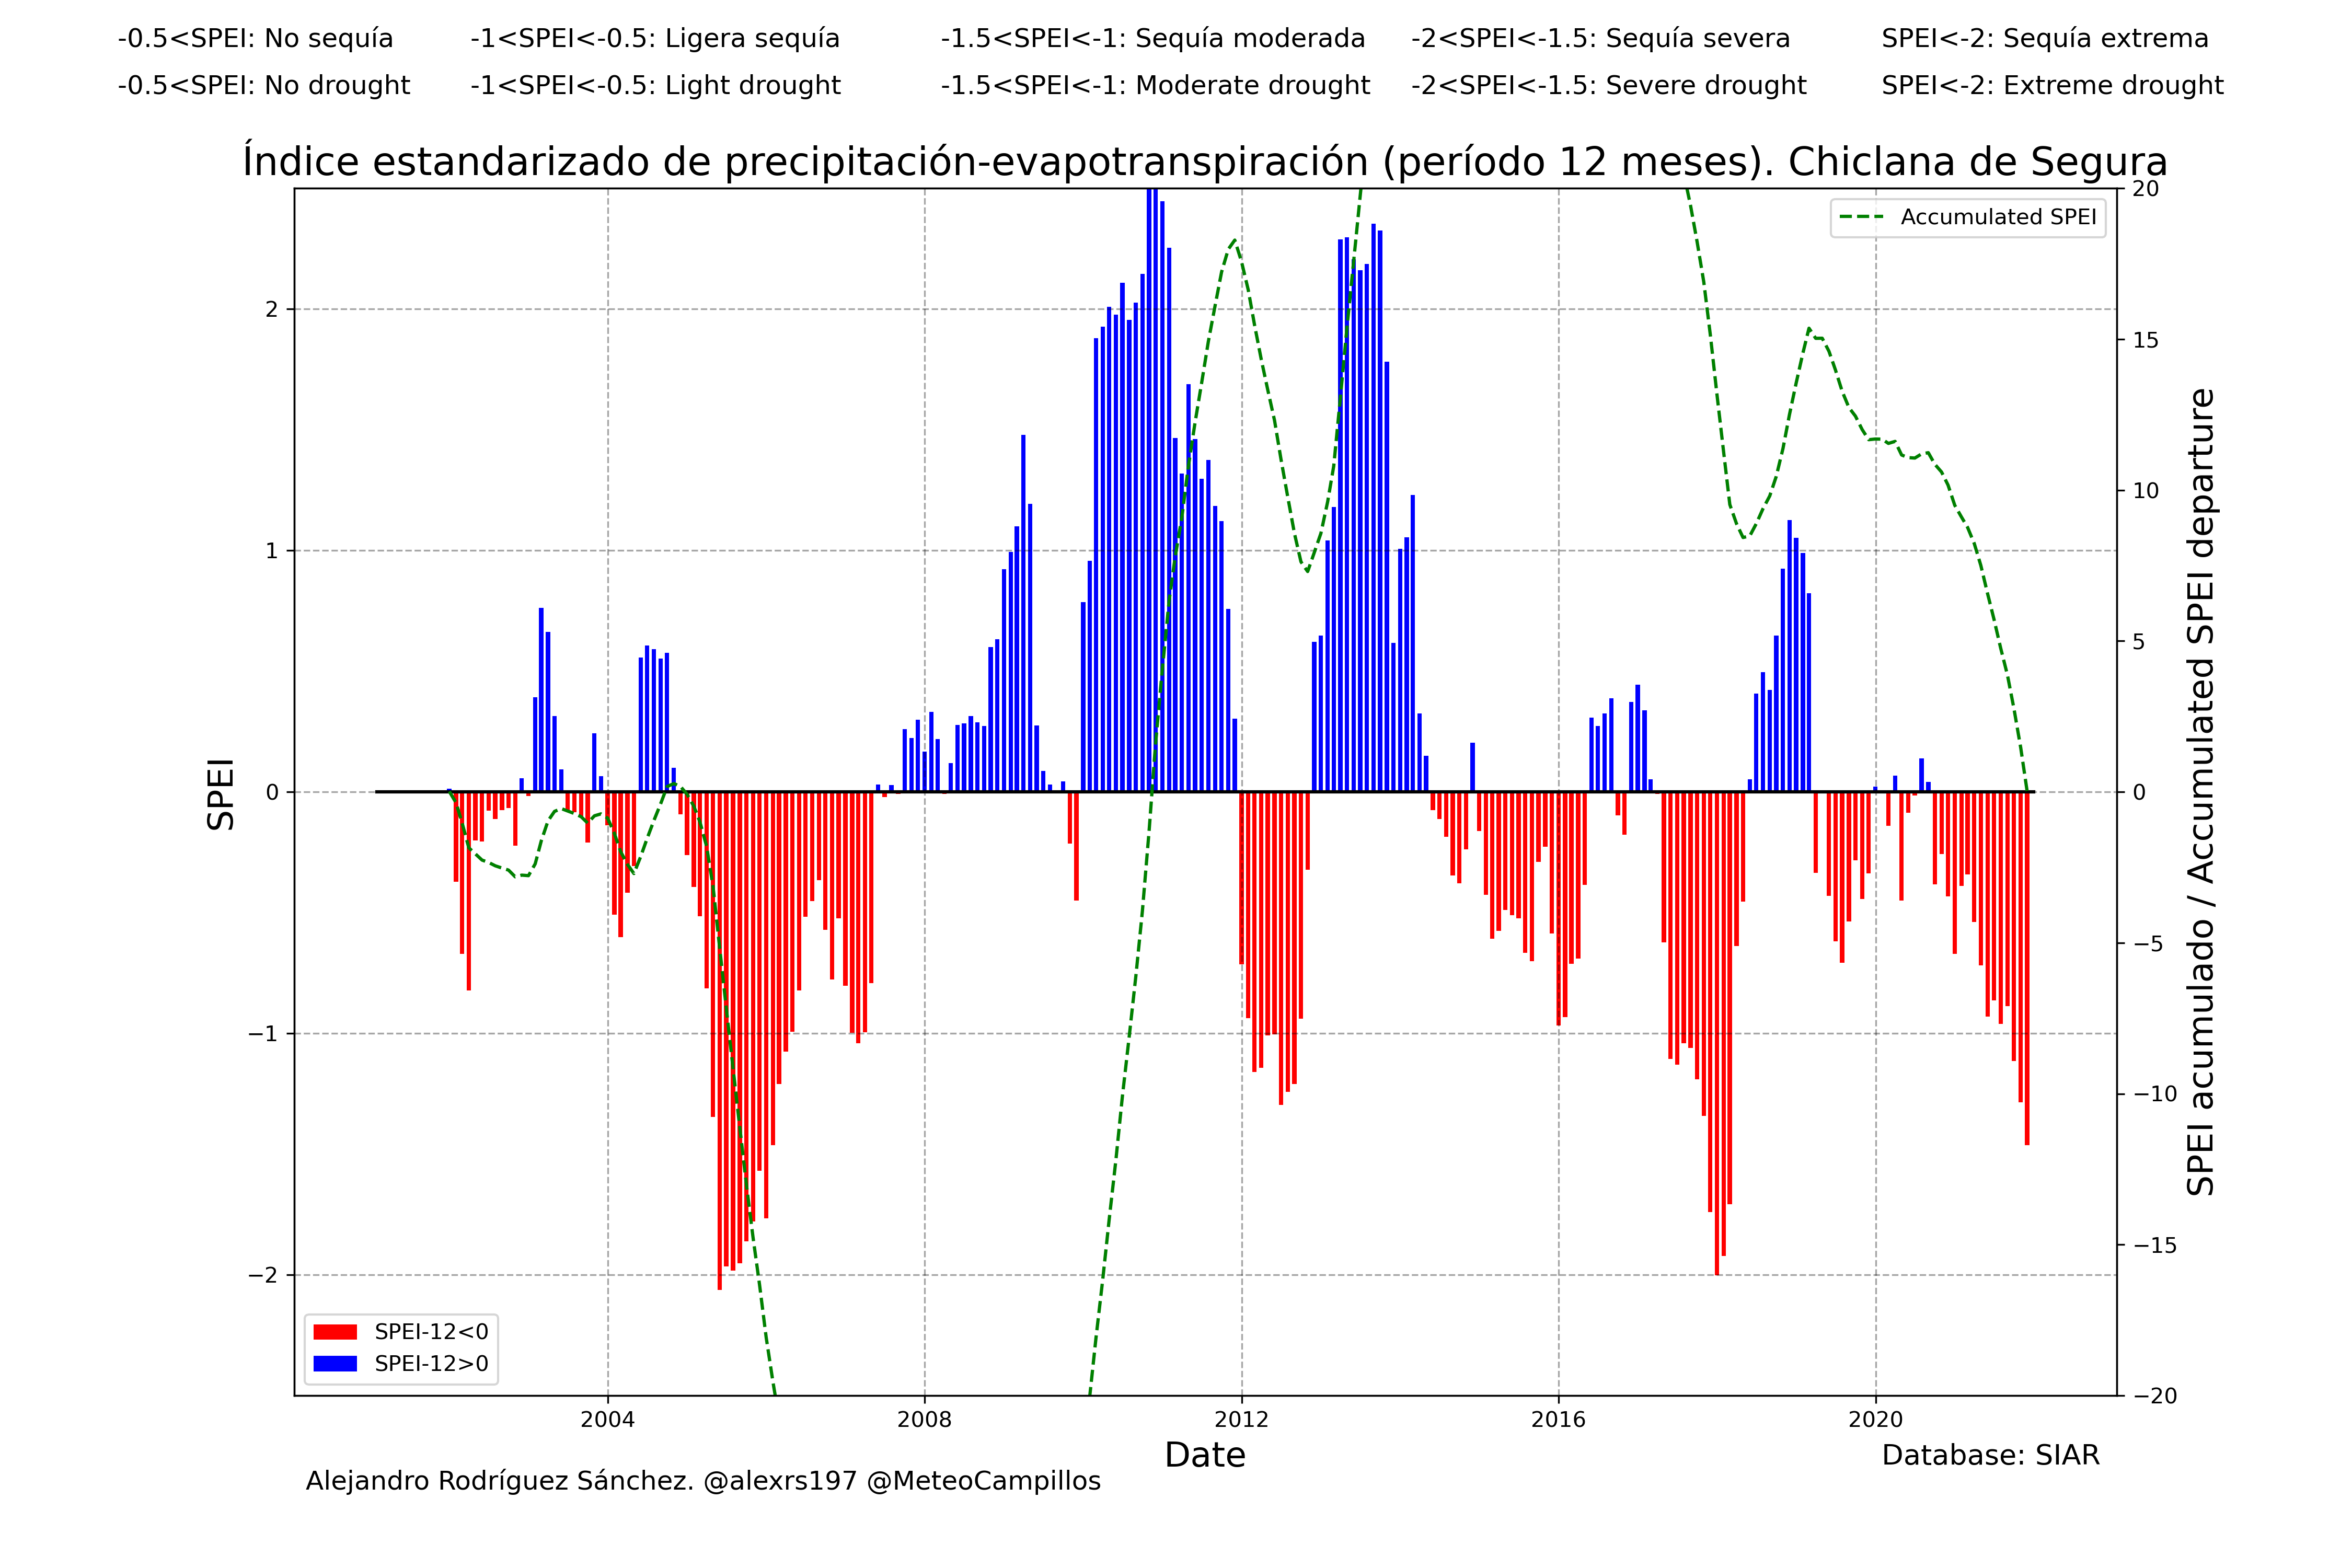 -0.5<SPEI: No sequía -1<SPEI<-0.5: Ligera sequía -1.5<SPEI<-1: Sequía moderada -2<SPEI<-1.5: Sequía severa SPEI<-2: Sequía extrema
-0.5<SPEI: No drought -1<SPEI<-0.5: Light drought -1.5<SPEI<-1: Moderate drought -2<SPEI<-1.5: Severe drought SPEI<-2: Extreme drought
Índice estandarizado de precipitación-evapotranspiración (período 12 meses). Chiclana de Segura
SPEI
2
1
0
−1
−2
Accumulated SPEI
20
15
10
5
0
−5
−10
−15
−20
SPEI acumulado / Accumulated SPEI departure
SPEI-12<0
SPEI-12>0
2004 2008 2012 2016 2020
Date
Database: SIAR
Alejandro Rodríguez Sánchez. @alexrs197 @MeteoCampillos